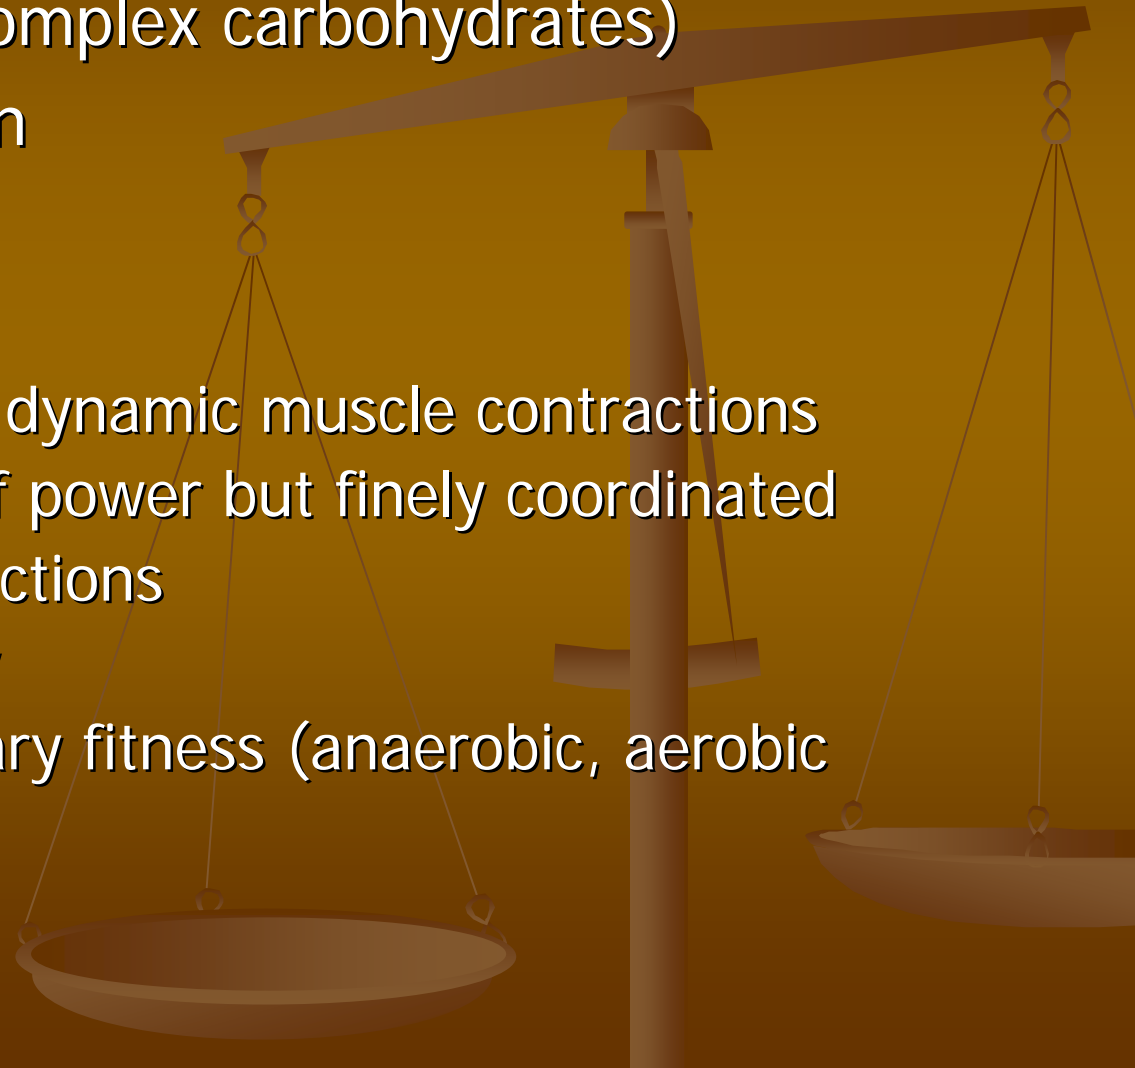 omplex carbohydrates)
dynamic muscle contractions
power but finely coordinated
ctions
ary fitness (anaerobic, aerobic